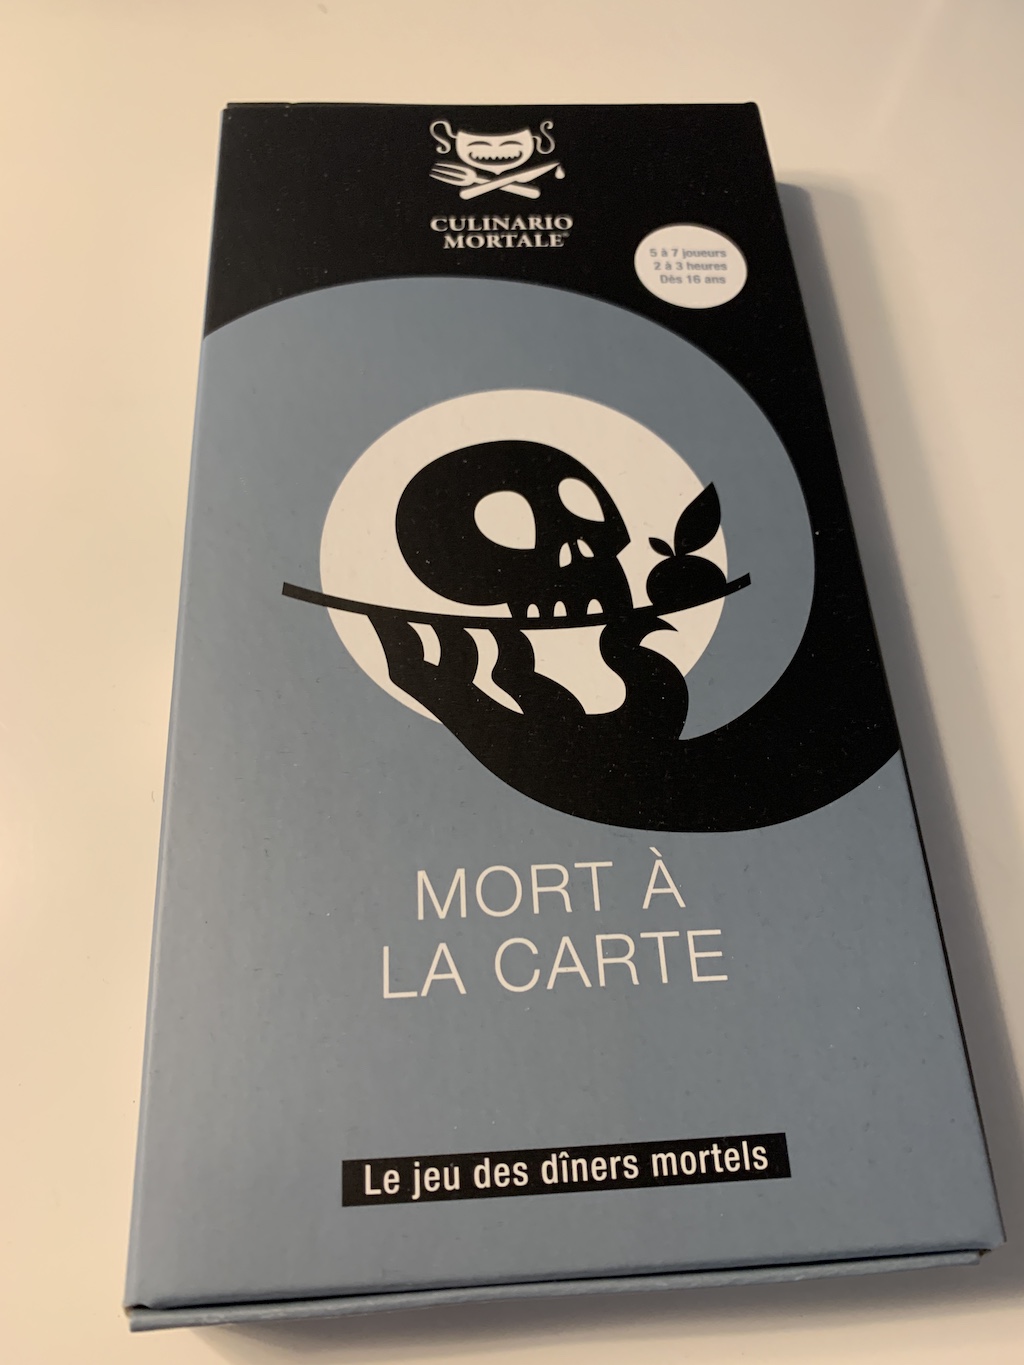 CULINARIO
MORTALE®
5 à 7 joueurs
2 à 3 heures
Dès 16 ans
MORT À
LA CARTE
Le jeu des dîners mortels